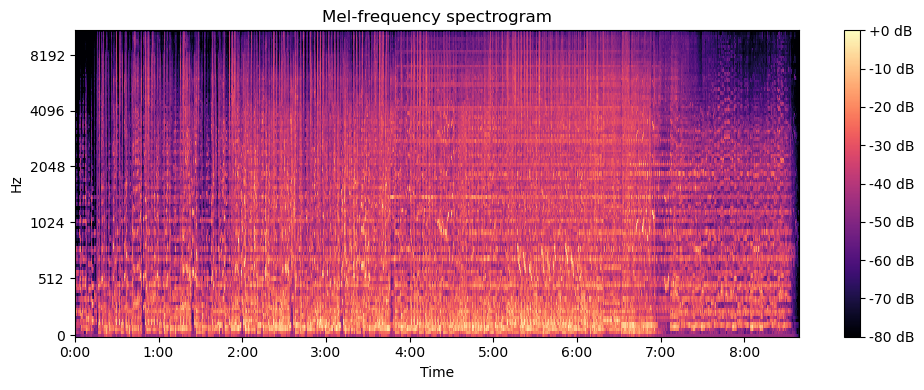 Mel-frequency spectrogram
Hz
8192
4096
2048
1024
512
0
0:00 1:00 2:00 3:00 4:00 5:00 6:00 7:00 8:00
Time
+0 dB
-10 dB
-20 dB
-30 dB
-40 dB
-50 dB
-60 dB
-70 dB
-80 dB